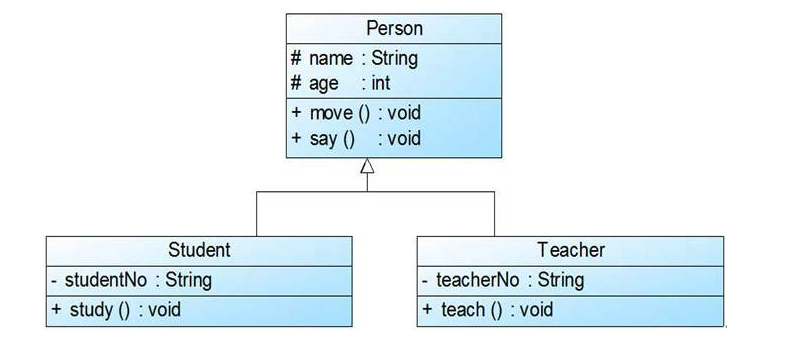 Person
# name : String
# age : int
+ move () : void
+ say () : void
Student
- studentNo : String
+ study () : void
Teacher
- teacherNo : String
+ teach () : void